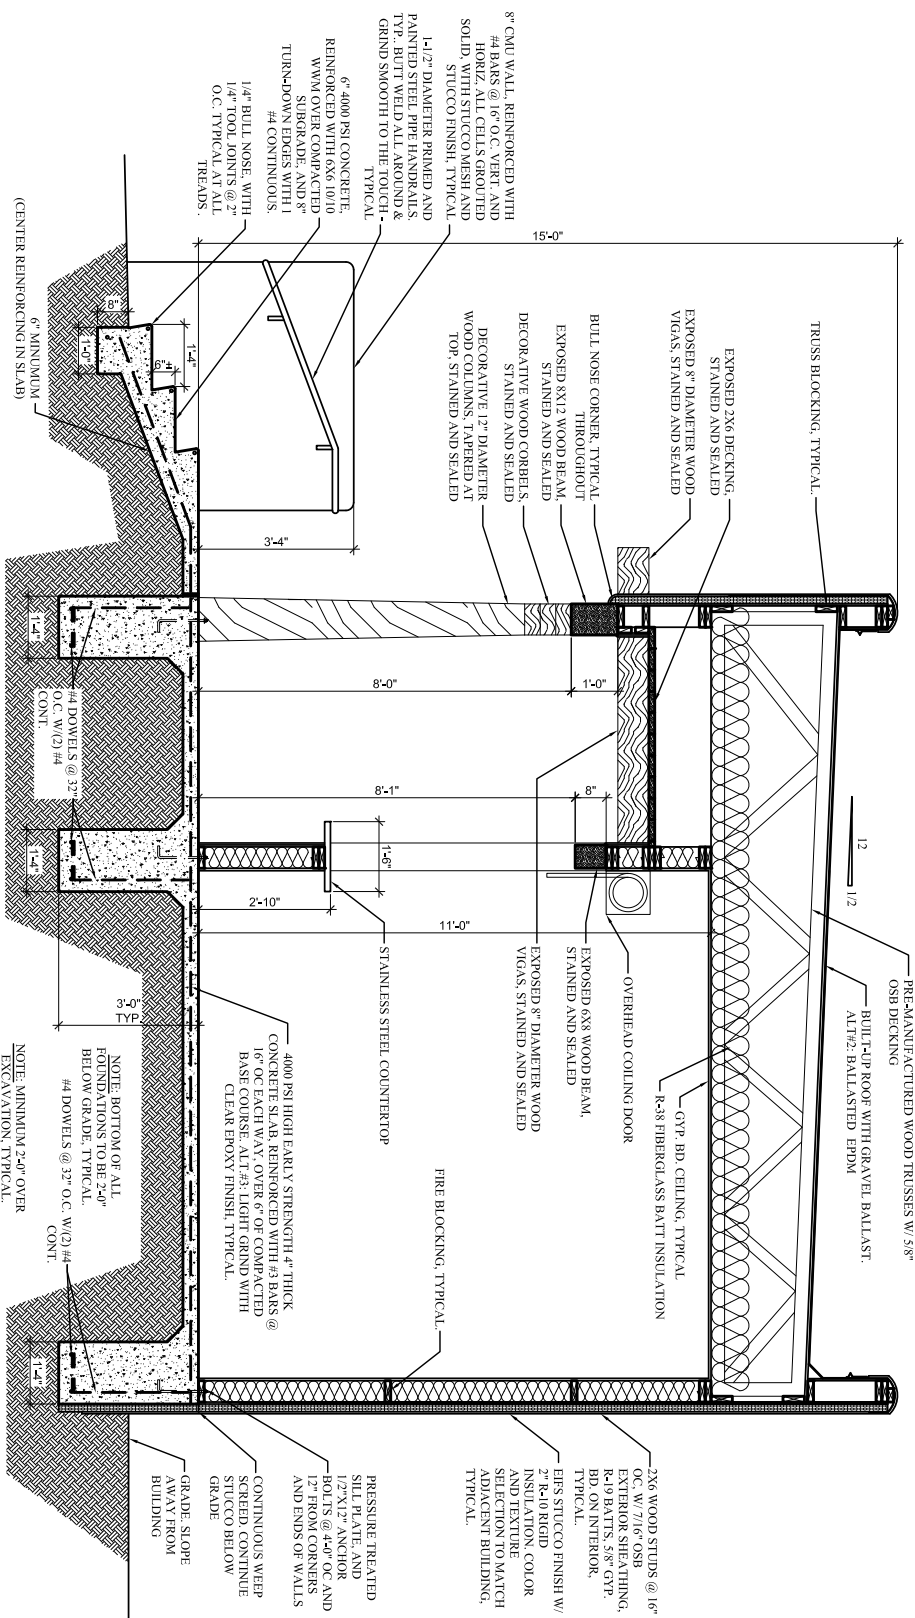 8" CMU WALL, REINFORCED WITH
#4 BARS @ 16" O.C. VERT. AND
HORIZ, ALL CELLS GROUTED
SOLID, WITH STUCCO MESH AND
STUCCO FINISH, TYPICAL
1-1/2" DIAMETER PRIMED AND
PAINTED STEEL PIPE HANDRAILS.
TYP.. BUTT WELD ALL AROUND &
GRIND SMOOTH TO THE TOUCH -
TYPICAL
6" 4000 PSI CONCRETE,
REINFORCED WITH 6X6 10/10
WWM OVER COMPACTED
SUBGRADE, AND 8"
TURN-DOWN EDGES WITH 1
#4 CONTINUOUS.
1/4" BULL NOSE, WITH
1/4" TOOL JOINTS @ 2"
O.C. TYPICAL AT ALL
TREADS .
15'-0"
TRUSS BLOCKING, TYPICAL.
EXPOSED 2X6 DECKING,
STAINED AND SEALED
EXPOSED 8" DIAMETER WOOD
VIGAS, STAINED AND SEALED
BULL NOSE CORNER, TYPICAL
THROUGHOUT
EXPOSED 8X12 WOOD BEAM,
STAINED AND SEALED
DECORATIVE WOOD CORBELS,
STAINED AND SEALED
DECORATIVE 12" DIAMETER
WOOD COLUMNS, TAPERED AT
TOP, STAINED AND SEALED
3'-4"
1'-4"
6"±
8"
1'-0"
6" MINUMUM
(CENTER REINFORCING IN SLAB)
1'-4"
8'-0"
1'-0"
#4 DOWELS @ 32"
O.C. W/(2) #4
CONT.
8'-1"
8"
1'-4"
1'-6"
2'-10"
12
1/2
11'-0"
PRE-MANUFACTURED WOOD TRUSSES W/ 5/8"
OSB DECKING
BUILT-UP ROOF WITH GRAVEL BALLAST.
ALT#2: BALLASTED EPDM
GYP. BD. CEILING, TYPICAL
R-38 FIBERGLASS BATT INSULATION
OVERHEAD COILING DOOR
EXPOSED 6X8 WOOD BEAM,
STAINED AND SEALED
EXPOSED 8" DIAMETER WOOD
VIGAS, STAINED AND SEALED
STAINLESS STEEL COUNTERTOP
4000 PSI HIGH EARLY STRENGTH 4" THICK
CONCRETE SLAB, REINFORCED WITH #3 BARS @
16" OC EACH WAY, OVER 6" OF COMPACTED
BASE COURSE. ALT.#3: LIGHT GRIND WITH
CLEAR EPOXY FINISH, TYPICAL.
3'-0"
TYP.
NOTE: BOTTOM OF ALL
FOUNDATIONS TO BE 2'-0"
BELOW GRADE, TYPICAL.
#4 DOWELS @ 32" O.C. W/(2) #4
CONT.
NOTE: MINIMUM 2'-0" OVER
EXCAVATION, TYPICAL.
FIRE BLOCKING, TYPICAL.
1'-4"
2X6 WOOD STUDS @ 16"
OC, W/ 7/16" OSB
EXTERIOR SHEATHING,
R-19 BATTS, 5/8" GYP.
BD. ON INTERIOR,
TYPICAL.
EIFS STUCCO FINISH W/
2" R-10 RIGID
INSULATION. COLOR
AND TEXTURE
SELECTION TO MATCH
ADJACENT BUILDING,
TYPICAL.
PRESSURE TREATED
SILL PLATE, AND
1/2"X12" ANCHOR
BOLTS @ 4'-0" OC AND
12" FROM CORNERS
AND ENDS OF WALLS
CONTINUOUS WEEP
SCREED. CONTINUE
STUCCO BELOW
GRADE
GRADE. SLOPE
AWAY FROM
BUILDING